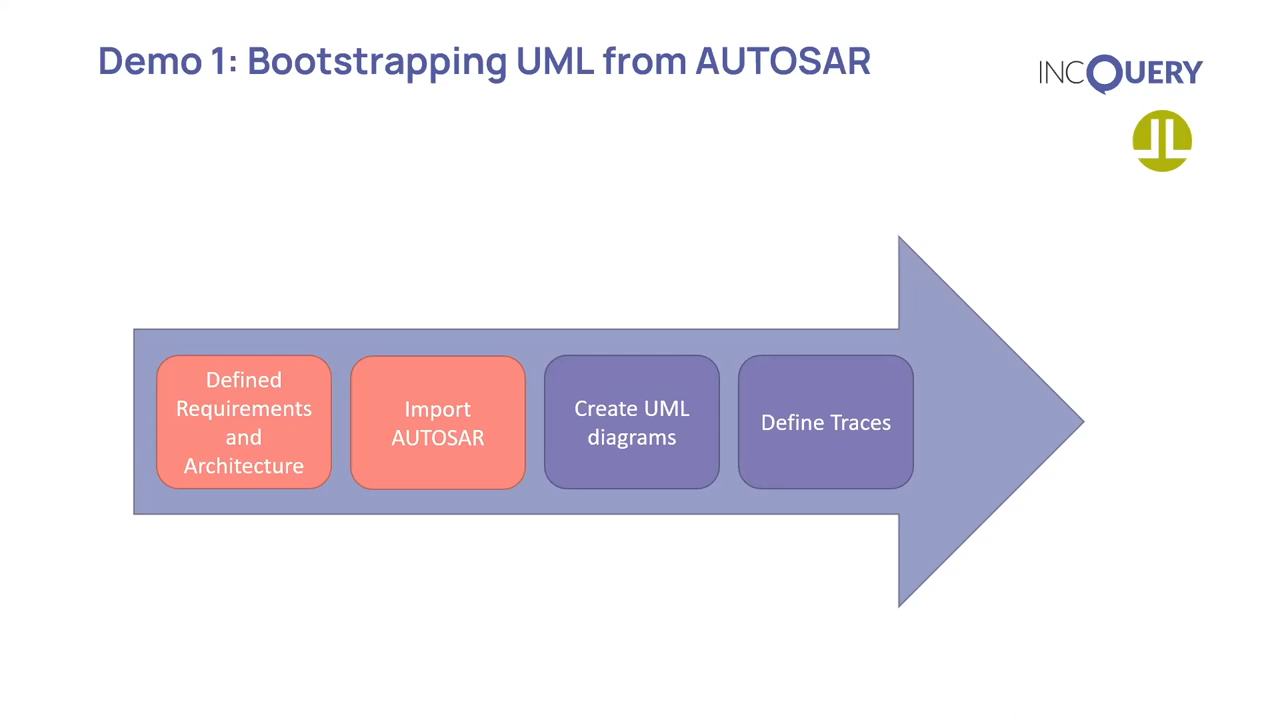 Demo 1: Bootstrapping UML from AUTOSAR
INCQUERY
Defined
Requirements
and
Architecture
Import
AUTOSAR
Create UML
diagrams
Define Traces